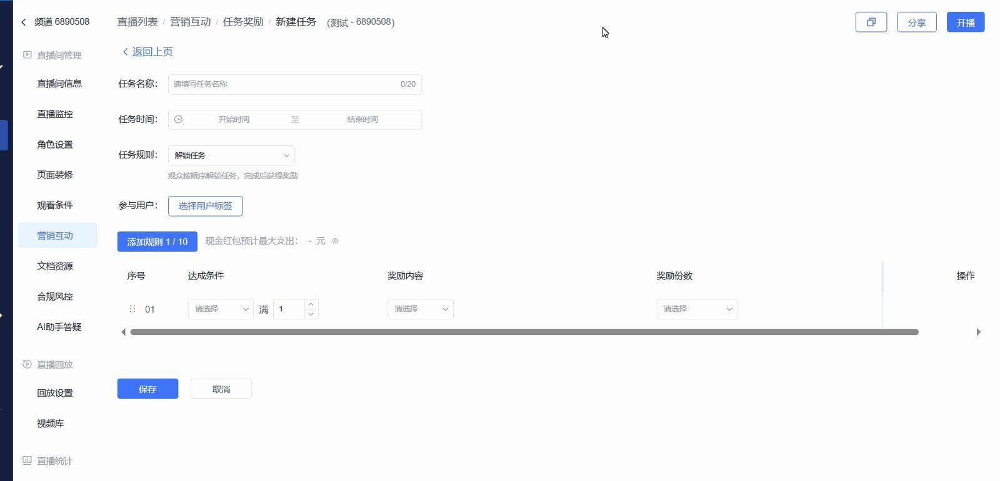 频道 6890508
直播列表 / 营销互动 / 任务奖励 / 新建任务 (测试 - 6890508)
分享
开播
返回上页
直播间管理
直播间信息
直播监控
角色设置
页面装修
观看条件
营销互动
文档资源
合规风控
AI助手答疑
直播回放
回放设置
视频库
直播统计
任务名称：
请填写任务名称 0/20
任务时间：
开始时间 至 结束时间
任务规则：
解锁任务
观众按顺序解锁任务，完成后获得奖励
参与用户：
选择用户标签
添加规则 1 / 10
现金红包预计最大支出： - 元
序号 达成条件 奖励内容 奖励份数 操作
01 请选择 满 1 请选择 请选择
保存
取消